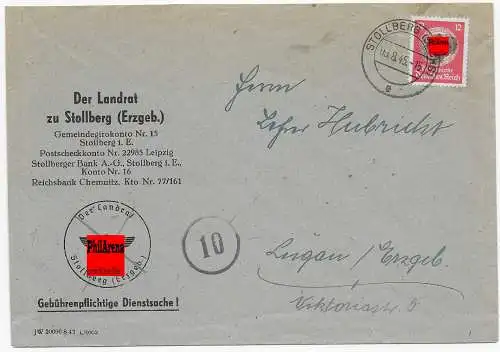 Der Landrat
zu Stollberg (Erzgeb.)
Gemeindegirokonto Nr. 15
Stollberg i. E.
Postscheckkonto Nr. 22985 Leipzig
Stollberger Bank A.-G., Stollberg i. E.,
Konto Nr. 16
Reichsbank Chemnitz, Kto Nr. 77/161
STOLLBERG
12
Deutsches Reich
Herrn
Lehrer Hubricht
Der Landrat
PhilArena
Stollberg (Erzgeb.)
10
Lugau/Erzgeb.
Viktoriastr. 5
Gebührenpflichtige Dienstsache!